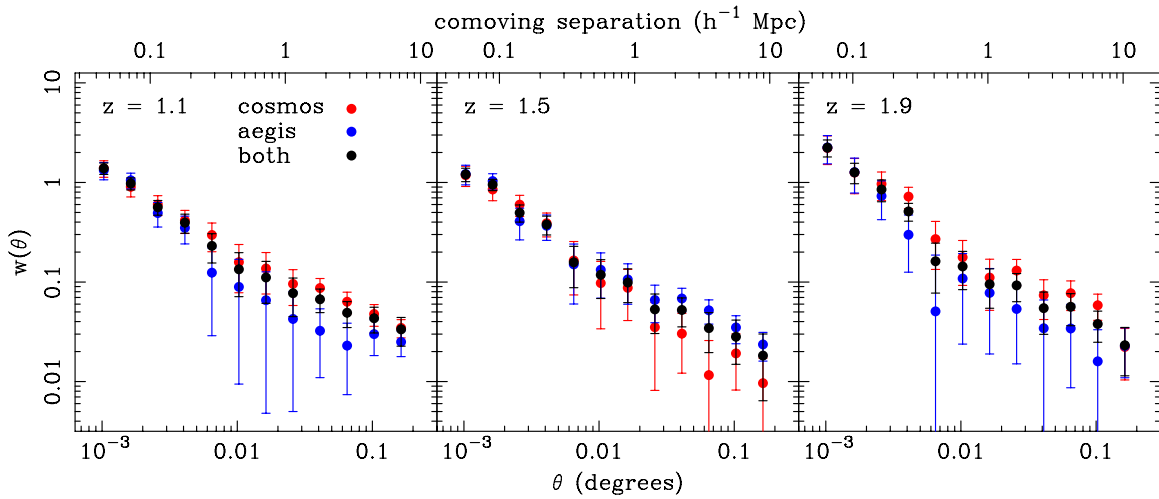 comoving separation (h⁻¹ Mpc)
0.1 1 10 0.1 1 10 0.1 1 10
z = 1.1 cosmos z = 1.5 z = 1.9
aegis
both
10
1
0.1
0.01
w(θ)
10⁻³ 0.01 0.1 10⁻³ 0.01 0.1 10⁻³ 0.01 0.1
θ (degrees)